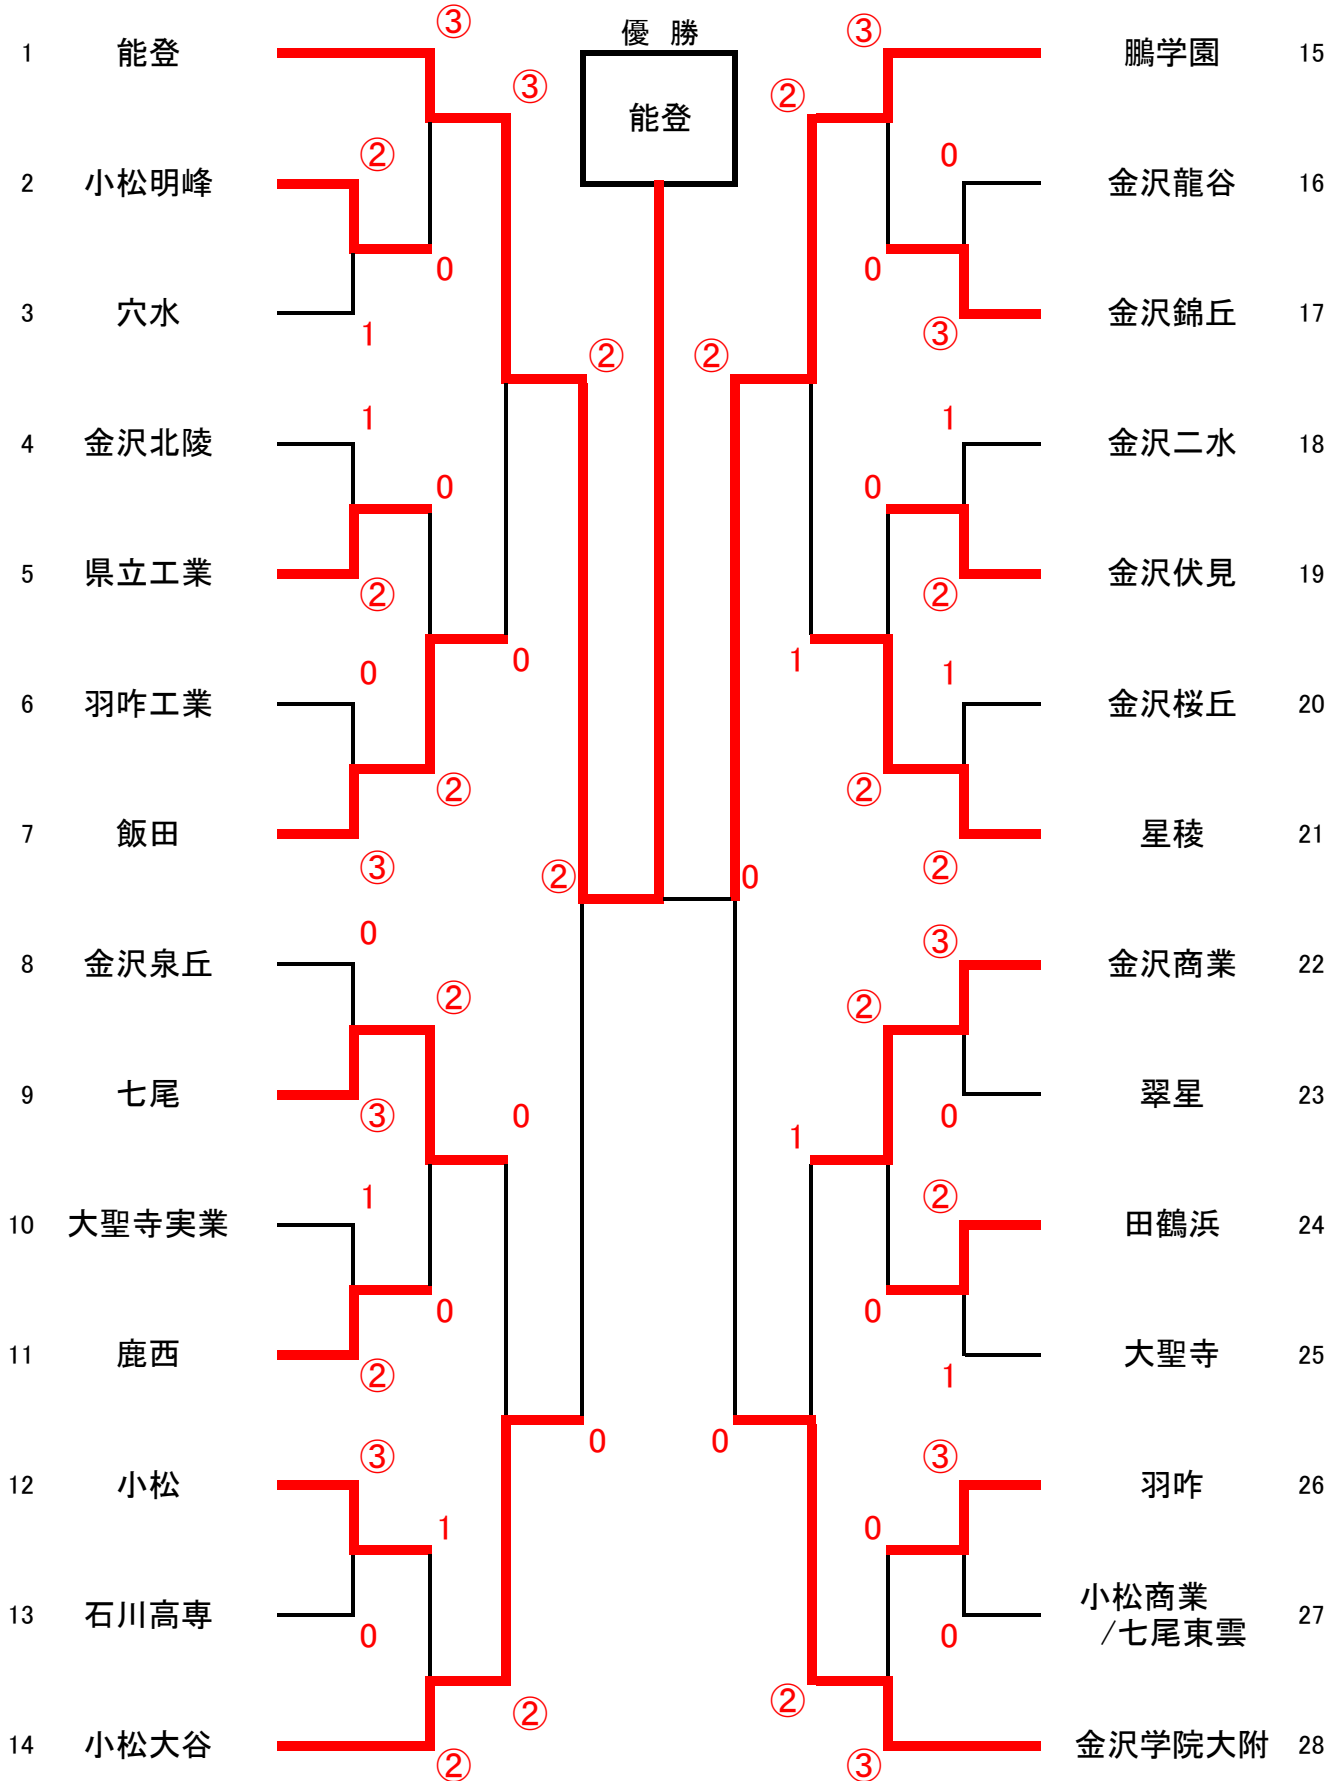 優 勝
能登
1 能登
2 小松明峰
3 穴水
4 金沢北陵
5 県立工業
6 羽咋工業
7 飯田
8 金沢泉丘
9 七尾
10 大聖寺実業
11 鹿西
12 小松
13 石川高専
14 小松大谷
③
③
②
0
1
②
1
0
②
0
0
②
③
②
0
②
③
0
1
0
②
0
③
1
0
②
②
③
②
0
0
③
②
1
0
②
1
1
②
②
0
③
②
0
1
②
0
1
0
③
0
0
②
③
鵬学園 15
金沢龍谷 16
金沢錦丘 17
金沢二水 18
金沢伏見 19
金沢桜丘 20
星稜 21
金沢商業 22
翠星 23
田鶴浜 24
大聖寺 25
羽咋 26
小松商業
/七尾東雲 27
金沢学院大附 28